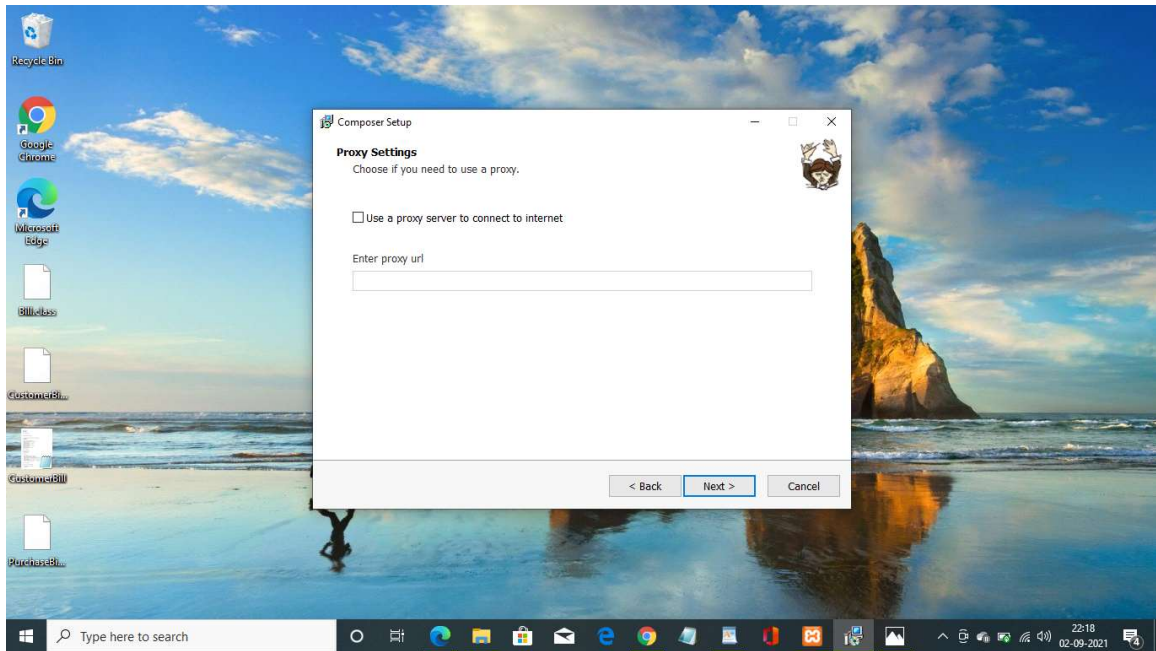 Recycle Bin
Google
Chrome
Microsoft
Edge
Bill.class
CustomerBi...
CustomerBill
PurchaseBi...
Composer Setup
Proxy Settings
Choose if you need to use a proxy.
Use a proxy server to connect to internet
Enter proxy url
< Back
Next >
Cancel
Type here to search
22:18
02-09-2021
4